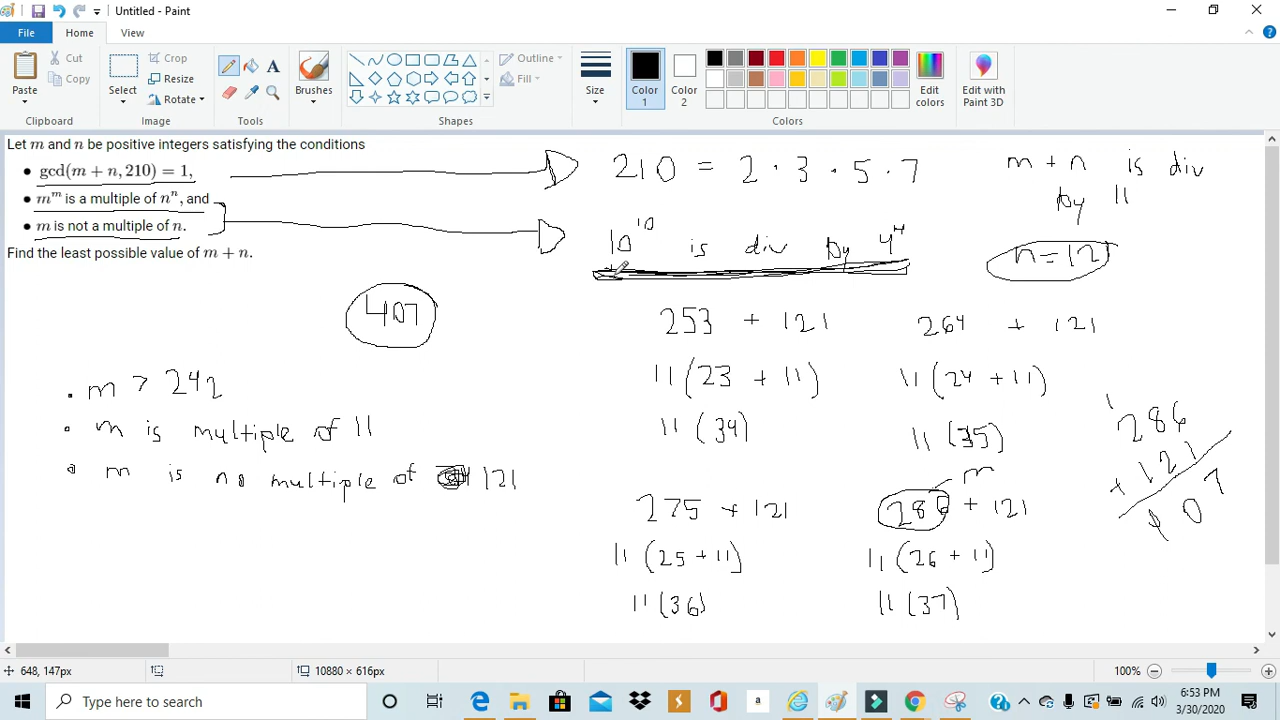 Untitled - Paint
File Home View
Paste
Cut
Copy
Clipboard
Select
Crop
Resize
Rotate
Image
Tools
Brushes
Shapes
Outline
Fill
Size
Color 1
Color 2
Colors
Edit colors
Edit with Paint 3D
Let m and n be positive integers satisfying the conditions
• gcd(m + n, 210) = 1,
• m^m is a multiple of n^n, and
• m is not a multiple of n.
Find the least possible value of m + n.
210 = 2 · 3 · 5 · 7
m + n is div
by 11
10^10 is div by 4^4
n = 121
407
253 + 121
11(23 + 11)
11(34)
264 + 121
11(24 + 11)
11(35)
• m > 242
• m is multiple of 11
• m is no multiple of 121
m
275 + 121
11(25 + 11)
11(36)
286 + 121
11(26 + 11)
11(37)
1
286
+ 121
407
648, 147px
10880 × 616px
100%
Type here to search
a
6:53 PM
3/30/2020